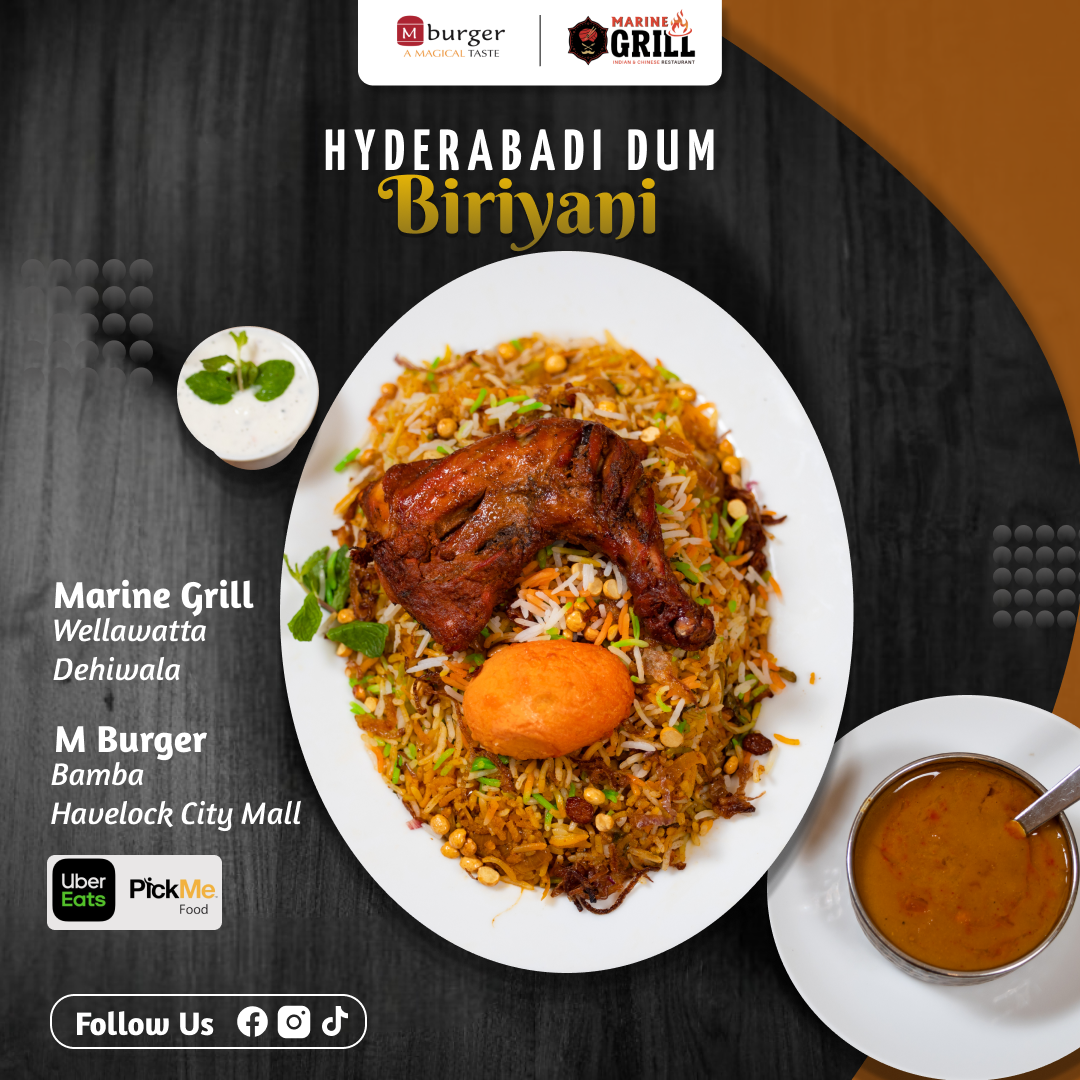 M burger
A MAGICAL TASTE
MARINE
GRILL
INDIAN & CHINESE RESTAURANT
HYDERABADI DUM
Biriyani
Marine Grill
Wellawatta
Dehiwala
M Burger
Bamba
Havelock City Mall
Uber
Eats
PickMe
Food
Follow Us